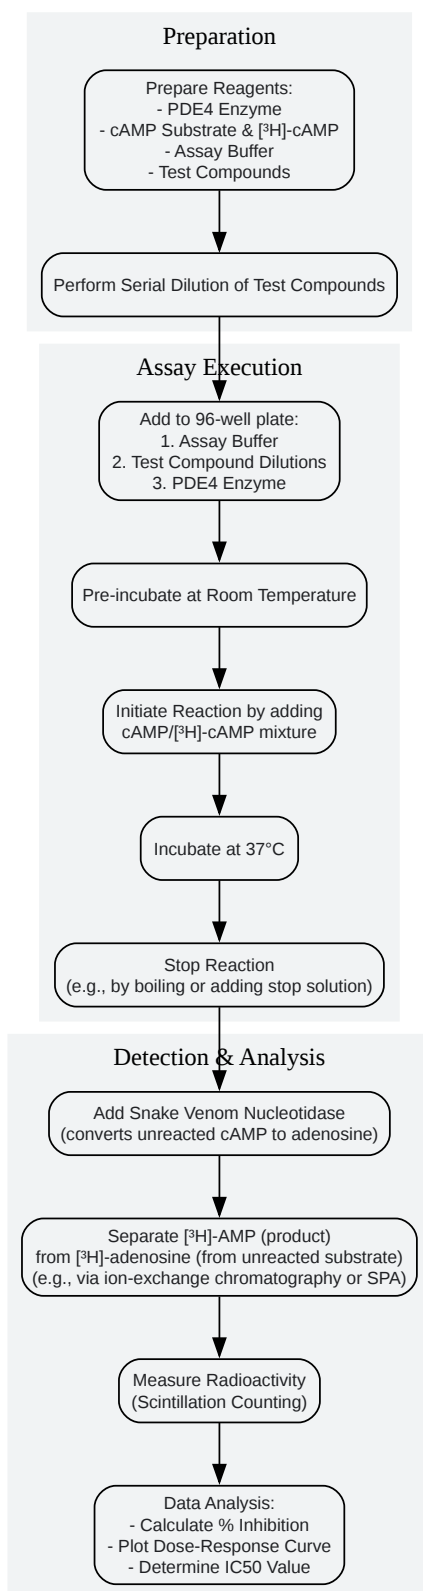 Preparation
Prepare Reagents:
- PDE4 Enzyme
- cAMP Substrate & [³H]-cAMP
- Assay Buffer
- Test Compounds
Perform Serial Dilution of Test Compounds
Assay Execution
Add to 96-well plate:
1. Assay Buffer
2. Test Compound Dilutions
3. PDE4 Enzyme
Pre-incubate at Room Temperature
Initiate Reaction by adding
cAMP/[³H]-cAMP mixture
Incubate at 37°C
Stop Reaction
(e.g., by boiling or adding stop solution)
Detection & Analysis
Add Snake Venom Nucleotidase
(converts unreacted cAMP to adenosine)
Separate [³H]-AMP (product)
from [³H]-adenosine (from unreacted substrate)
(e.g., via ion-exchange chromatography or SPA)
Measure Radioactivity
(Scintillation Counting)
Data Analysis:
- Calculate % Inhibition
- Plot Dose-Response Curve
- Determine IC50 Value